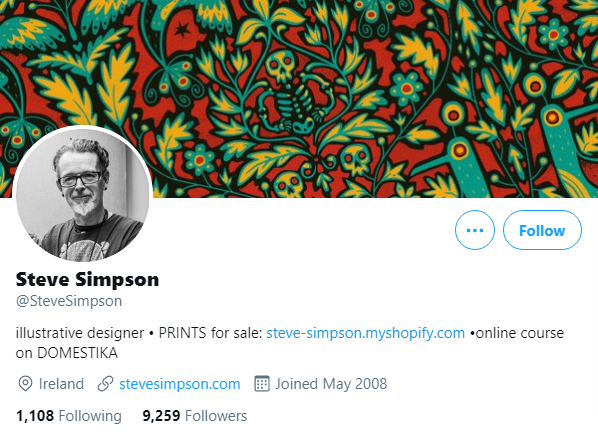 Follow
Steve Simpson
@SteveSimpson
illustrative designer • PRINTS for sale: steve-simpson.myshopify.com •online course
on DOMESTIKA
Ireland stevesimpson.com Joined May 2008
1,108 Following 9,259 Followers